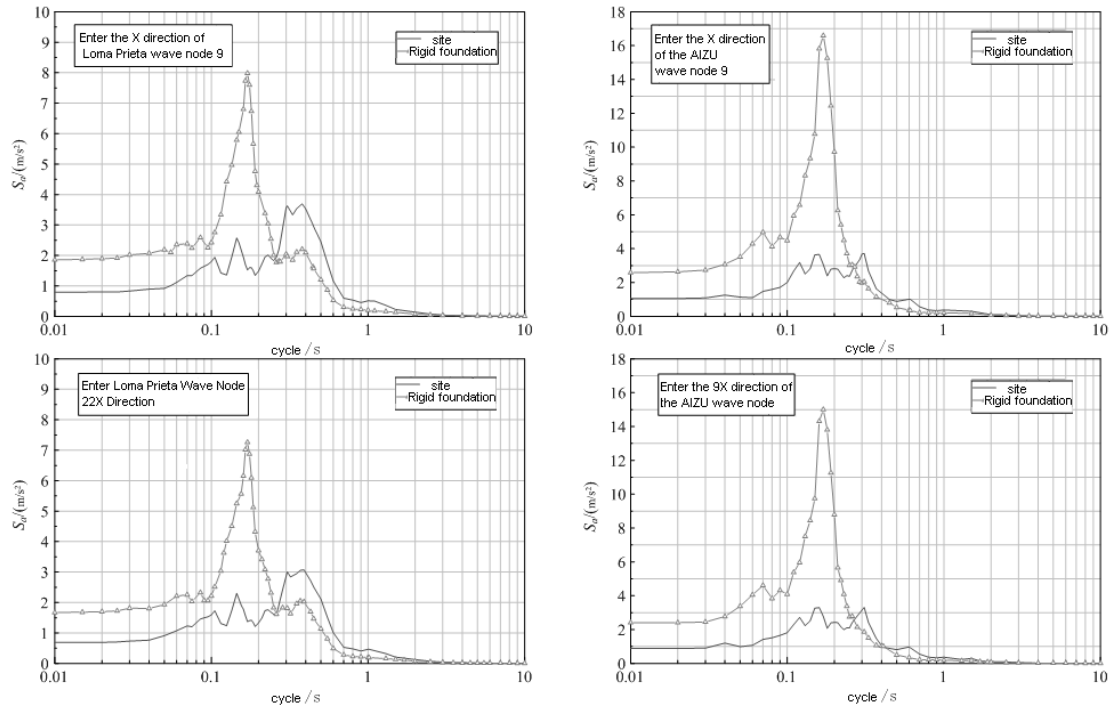 Enter the X direction of
Loma Prieta wave node 9
site
Rigid foundation
10
9
8
7
6
5
4
3
2
1
0
Sa/(m/s²)
0.01
0.1
1
10
cycle / s
Enter the X direction
of the AIZU
wave node 9
site
Rigid foundation
18
16
14
12
10
8
6
4
2
0
Sa/(m/s²)
0.01
0.1
1
10
cycle / s
Enter Loma Prieta Wave Node
22X Direction
site
Rigid foundation
10
9
8
7
6
5
4
3
2
1
0
Sa/(m/s²)
0.01
0.1
1
10
cycle / s
Enter the 9X direction of
the AIZU wave node
site
Rigid foundation
18
16
14
12
10
8
6
4
2
0
Sa/(m/s²)
0.01
0.1
1
10
cycle / s